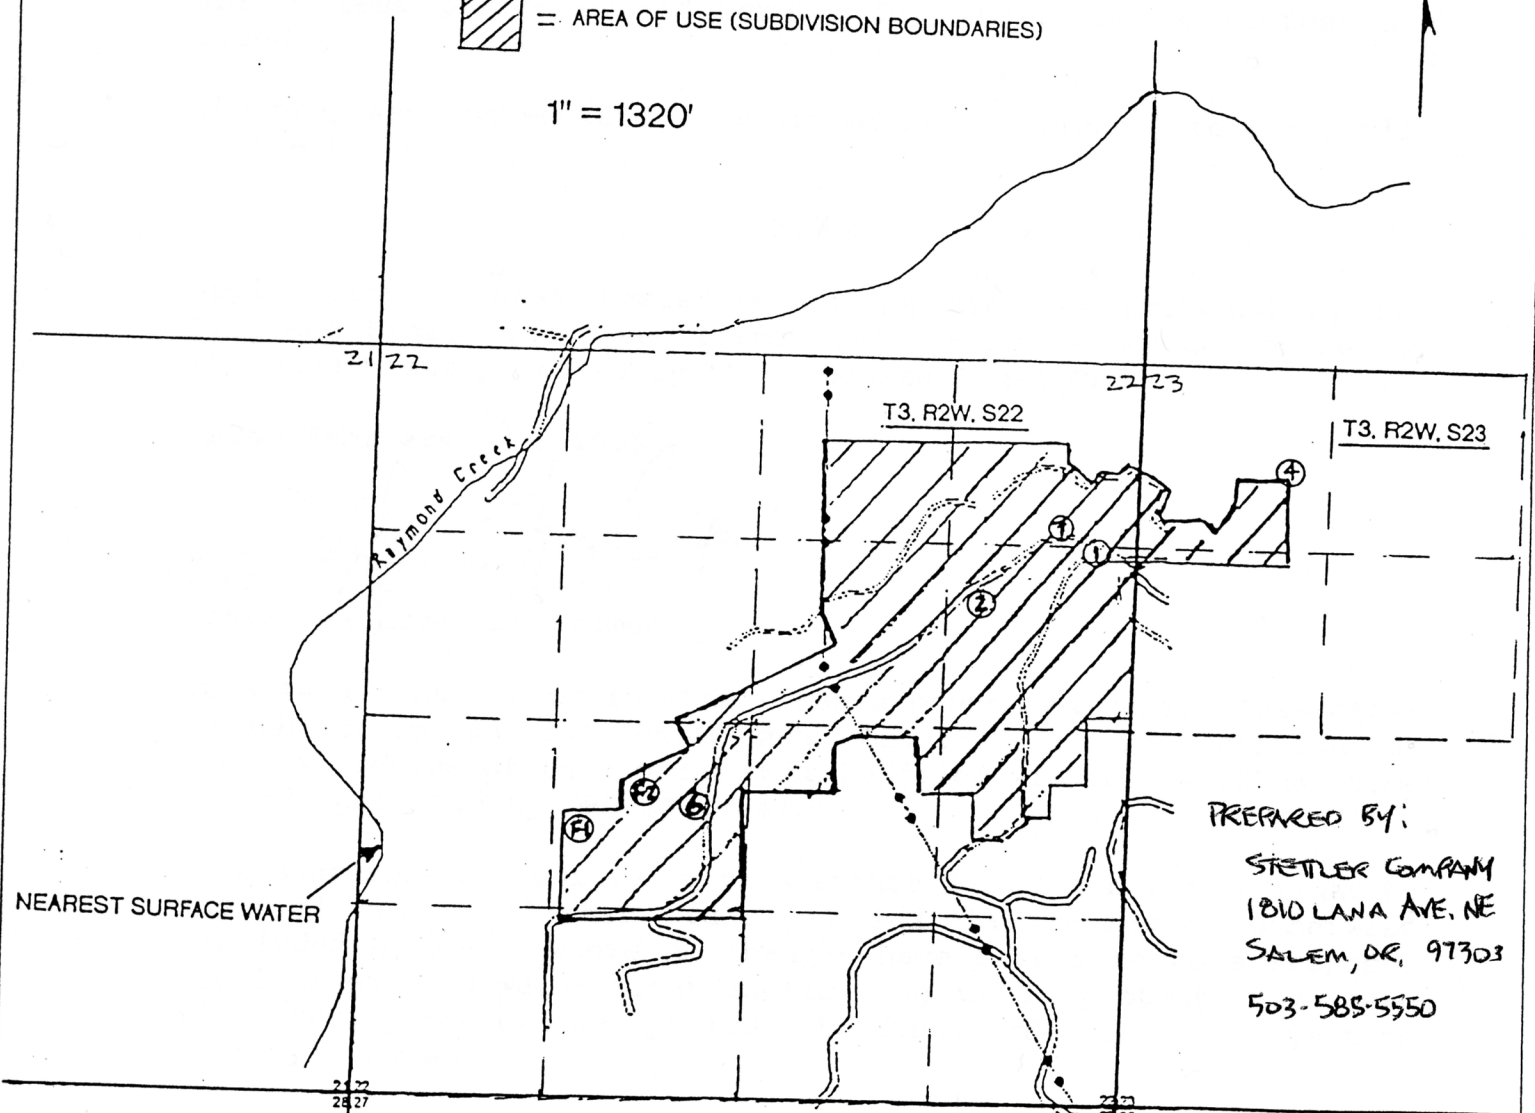 = AREA OF USE (SUBDIVISION BOUNDARIES)
1" = 1320'
21 22
22 23
T3. R2W. S22
T3. R2W. S23
Raymond Creek
4
7
1
2
F2
6
F1
NEAREST SURFACE WATER
PREPARED BY:
STETTLER COMPANY
1810 LANA AVE. NE
SALEM, OR. 97303
503-585-5550
21 22
28 27